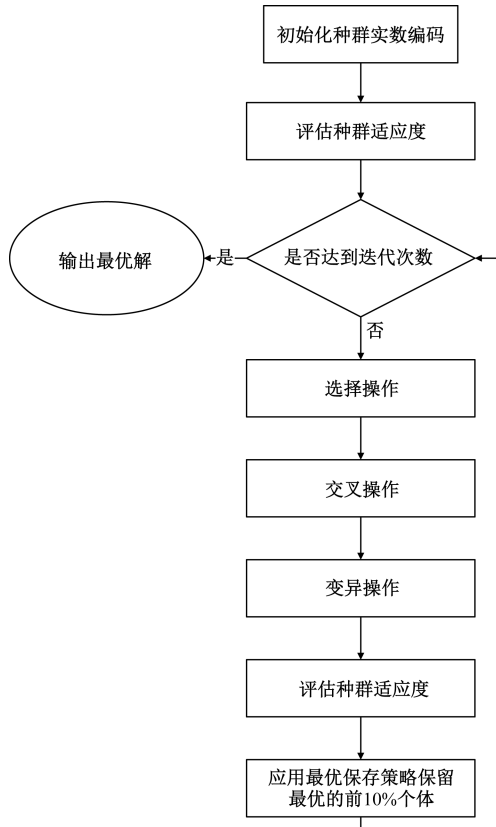 初始化种群实数编码
评估种群适应度
是否达到迭代次数
是
输出最优解
否
选择操作
交叉操作
变异操作
评估种群适应度
应用最优保存策略保留
最优的前10%个体